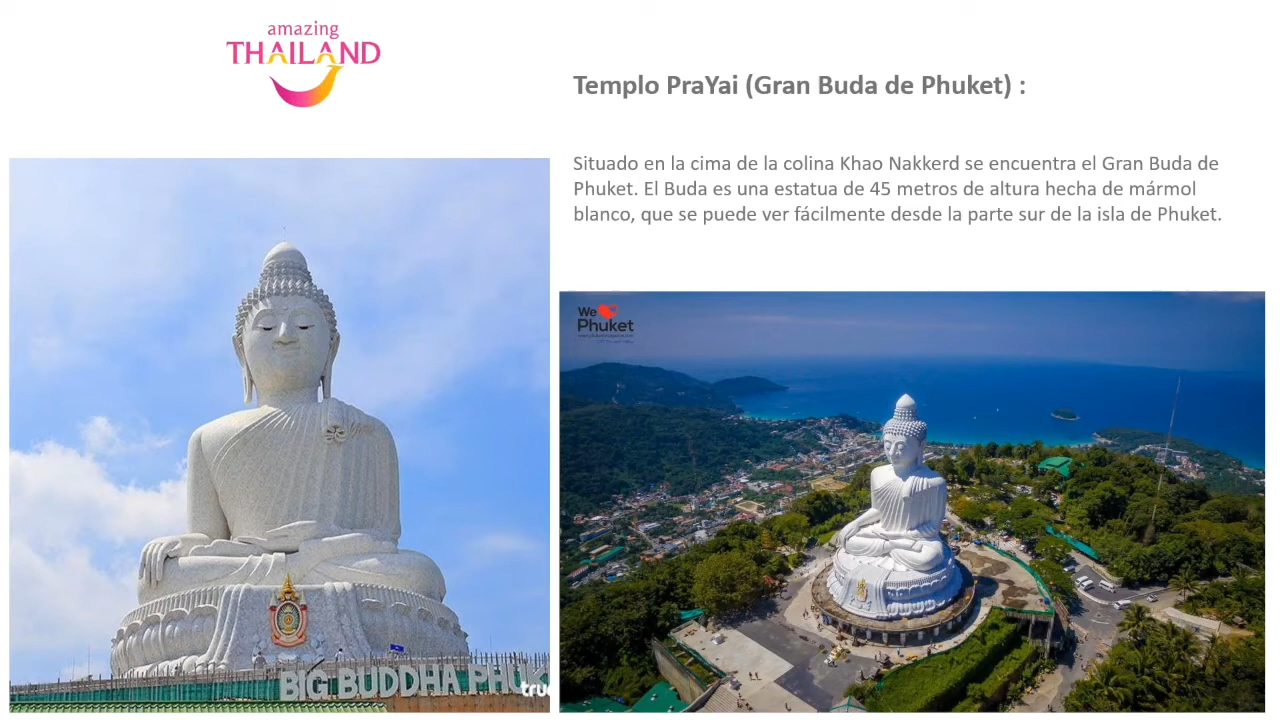 amazing
THAILAND
Templo PraYai (Gran Buda de Phuket) :
Situado en la cima de la colina Khao Nakkerd se encuentra el Gran Buda de
Phuket. El Buda es una estatua de 45 metros de altura hecha de mármol
blanco, que se puede ver fácilmente desde la parte sur de la isla de Phuket.
We
Phuket
BIG BUDDHA PHUK
true